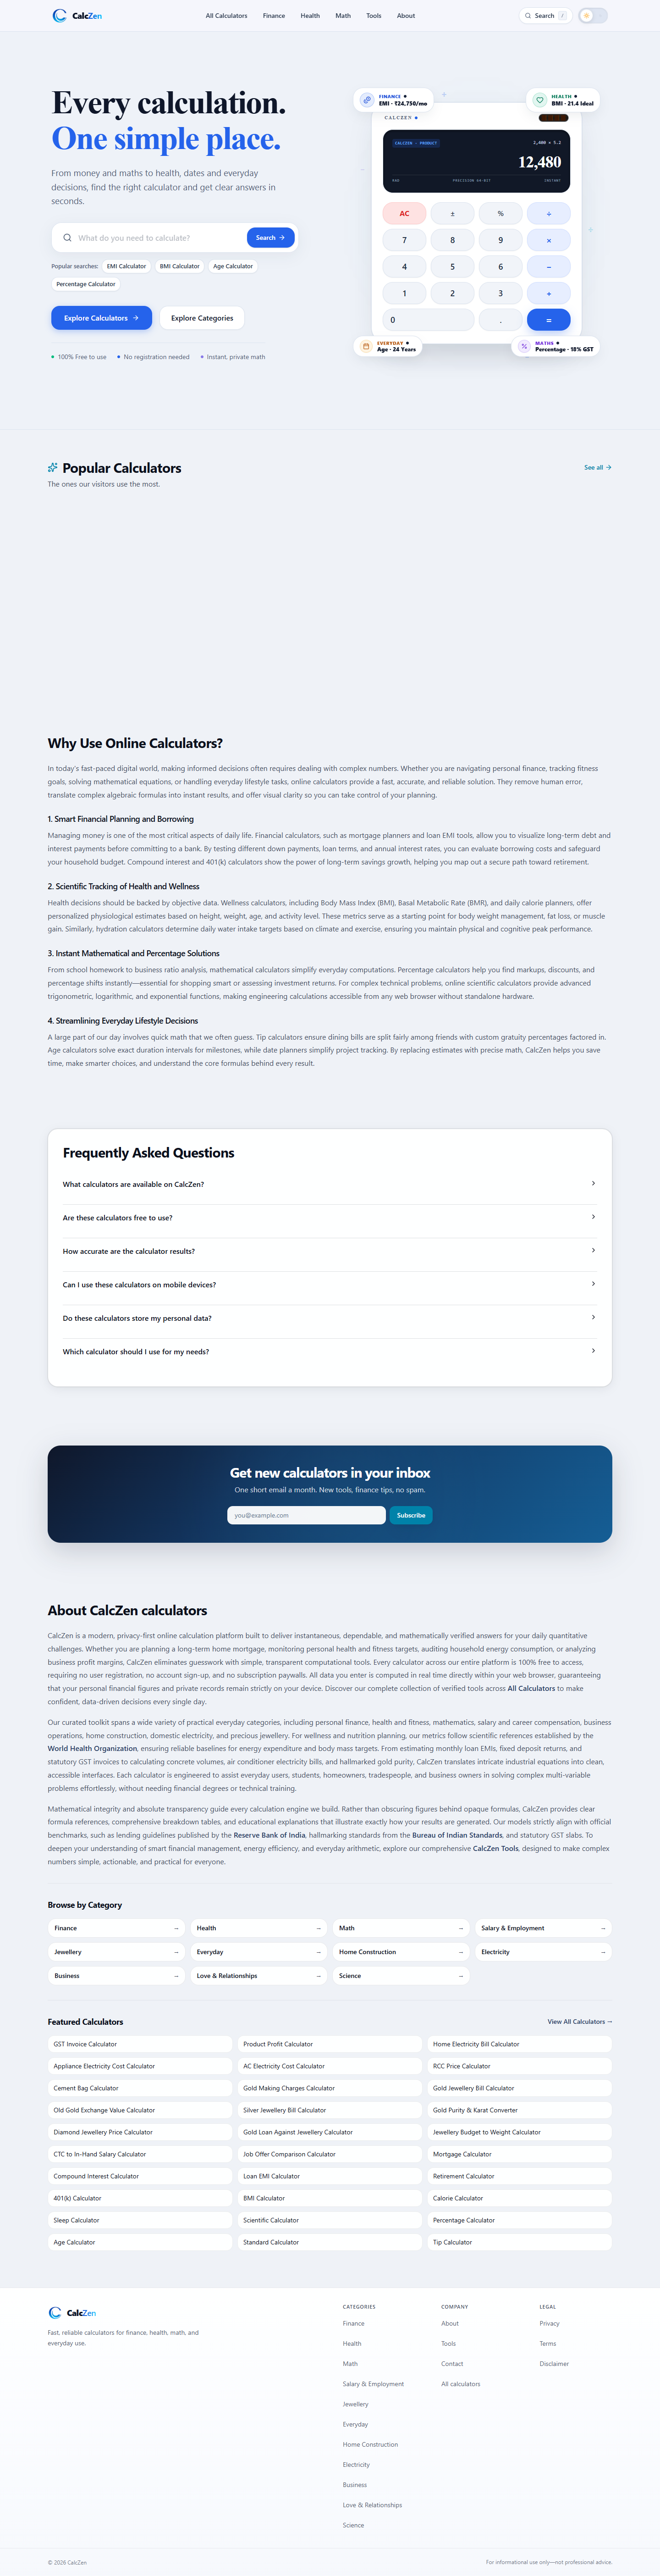 CalcZen
All Calculators
Finance
Health
Math
Tools
About
Search /
Every calculation.
One simple place.
From money and maths to health, dates and everyday
decisions, find the right calculator and get clear answers in
seconds.
What do you need to calculate?
Search →
Popular searches: EMI Calculator BMI Calculator Age Calculator
Percentage Calculator
Explore Calculators →
Explore Categories
100% Free to use
No registration needed
Instant, private math
FINANCE
EMI · ₹24,750/mo
HEALTH
BMI · 21.4 Ideal
CALCZEN
CALCZEN · PRODUCT
2,400 × 5.2
12,480
RAD
PRECISION 64-BIT
INSTANT
AC ± % ÷
7 8 9 ×
4 5 6 −
1 2 3 +
0 . =
EVERYDAY
Age · 24 Years
MATHS
Percentage · 18% GST
Popular Calculators
See all →
The ones our visitors use the most.
Why Use Online Calculators?
In today's fast-paced digital world, making informed decisions often requires dealing with complex numbers. Whether you are navigating personal finance, tracking fitness
goals, solving mathematical equations, or handling everyday lifestyle tasks, online calculators provide a fast, accurate, and reliable solution. They remove human error,
translate complex algebraic formulas into instant results, and offer visual clarity so you can take control of your planning.
1. Smart Financial Planning and Borrowing
Managing money is one of the most critical aspects of daily life. Financial calculators, such as mortgage planners and loan EMI tools, allow you to visualize long-term debt and
interest payments before committing to a bank. By testing different down payments, loan terms, and annual interest rates, you can evaluate borrowing costs and safeguard
your household budget. Compound interest and 401(k) calculators show the power of long-term savings growth, helping you map out a secure path toward retirement.
2. Scientific Tracking of Health and Wellness
Health decisions should be backed by objective data. Wellness calculators, including Body Mass Index (BMI), Basal Metabolic Rate (BMR), and daily calorie planners, offer
personalized physiological estimates based on height, weight, age, and activity level. These metrics serve as a starting point for body weight management, fat loss, or muscle
gain. Similarly, hydration calculators determine daily water intake targets based on climate and exercise, ensuring you maintain physical and cognitive peak performance.
3. Instant Mathematical and Percentage Solutions
From school homework to business ratio analysis, mathematical calculators simplify everyday computations. Percentage calculators help you find markups, discounts, and
percentage shifts instantly—essential for shopping smart or assessing investment returns. For complex technical problems, online scientific calculators provide advanced
trigonometric, logarithmic, and exponential functions, making engineering calculations accessible from any web browser without standalone hardware.
4. Streamlining Everyday Lifestyle Decisions
A large part of our day involves quick math that we often guess. Tip calculators ensure dining bills are split fairly among friends with custom gratuity percentages factored in.
Age calculators solve exact duration intervals for milestones, while date planners simplify project tracking. By replacing estimates with precise math, CalcZen helps you save
time, make smarter choices, and understand the core formulas behind every result.
Frequently Asked Questions
What calculators are available on CalcZen?
Are these calculators free to use?
How accurate are the calculator results?
Can I use these calculators on mobile devices?
Do these calculators store my personal data?
Which calculator should I use for my needs?
Get new calculators in your inbox
One short email a month. New tools, finance tips, no spam.
you@example.com
Subscribe
About CalcZen calculators
CalcZen is a modern, privacy-first online calculation platform built to deliver instantaneous, dependable, and mathematically verified answers for your daily quantitative
challenges. Whether you are planning a long-term home mortgage, monitoring personal health and fitness targets, auditing household energy consumption, or analyzing
business profit margins, CalcZen eliminates guesswork with simple, transparent computational tools. Every calculator across our entire platform is 100% free to access,
requiring no user registration, no account sign-up, and no subscription paywalls. All data you enter is computed in real time directly within your web browser, guaranteeing
that your personal financial figures and private records remain strictly on your device. Discover our complete collection of verified tools across All Calculators to make
confident, data-driven decisions every single day.
Our curated toolkit spans a wide variety of practical everyday categories, including personal finance, health and fitness, mathematics, salary and career compensation, business
operations, home construction, domestic electricity, and precious jewellery. For wellness and nutrition planning, our metrics follow scientific references established by the
World Health Organization, ensuring reliable baselines for energy expenditure and body mass targets. From estimating monthly loan EMIs, fixed deposit returns, and
statutory GST invoices to calculating concrete volumes, air conditioner electricity bills, and hallmarked gold purity, CalcZen translates intricate industrial equations into clean,
accessible interfaces. Each calculator is engineered to assist everyday users, students, homeowners, tradespeople, and business owners in solving complex multi-variable
problems effortlessly, without needing financial degrees or technical training.
Mathematical integrity and absolute transparency guide every calculation engine we build. Rather than obscuring figures behind opaque formulas, CalcZen provides clear
formula references, comprehensive breakdown tables, and educational explanations that illustrate exactly how your results are generated. Our models strictly align with official
benchmarks, such as lending guidelines published by the Reserve Bank of India, hallmarking standards from the Bureau of Indian Standards, and statutory GST slabs. To
deepen your understanding of smart financial management, energy efficiency, and everyday arithmetic, explore our comprehensive CalcZen Tools, designed to make complex
numbers simple, actionable, and practical for everyone.
Browse by Category
Finance → Health → Math → Salary & Employment →
Jewellery → Everyday → Home Construction → Electricity →
Business → Love & Relationships → Science →
Featured Calculators
View All Calculators →
GST Invoice Calculator
Product Profit Calculator
Home Electricity Bill Calculator
Appliance Electricity Cost Calculator
AC Electricity Cost Calculator
RCC Price Calculator
Cement Bag Calculator
Gold Making Charges Calculator
Gold Jewellery Bill Calculator
Old Gold Exchange Value Calculator
Silver Jewellery Bill Calculator
Gold Purity & Karat Converter
Diamond Jewellery Price Calculator
Gold Loan Against Jewellery Calculator
Jewellery Budget to Weight Calculator
CTC to In-Hand Salary Calculator
Job Offer Comparison Calculator
Mortgage Calculator
Compound Interest Calculator
Loan EMI Calculator
Retirement Calculator
401(k) Calculator
BMI Calculator
Calorie Calculator
Sleep Calculator
Scientific Calculator
Percentage Calculator
Age Calculator
Standard Calculator
Tip Calculator
CalcZen
Fast, reliable calculators for finance, health, math, and
everyday use.
CATEGORIES
Finance
Health
Math
Salary & Employment
Jewellery
Everyday
Home Construction
Electricity
Business
Love & Relationships
Science
COMPANY
About
Tools
Contact
All calculators
LEGAL
Privacy
Terms
Disclaimer
© 2026 CalcZen
For informational use only—not professional advice.